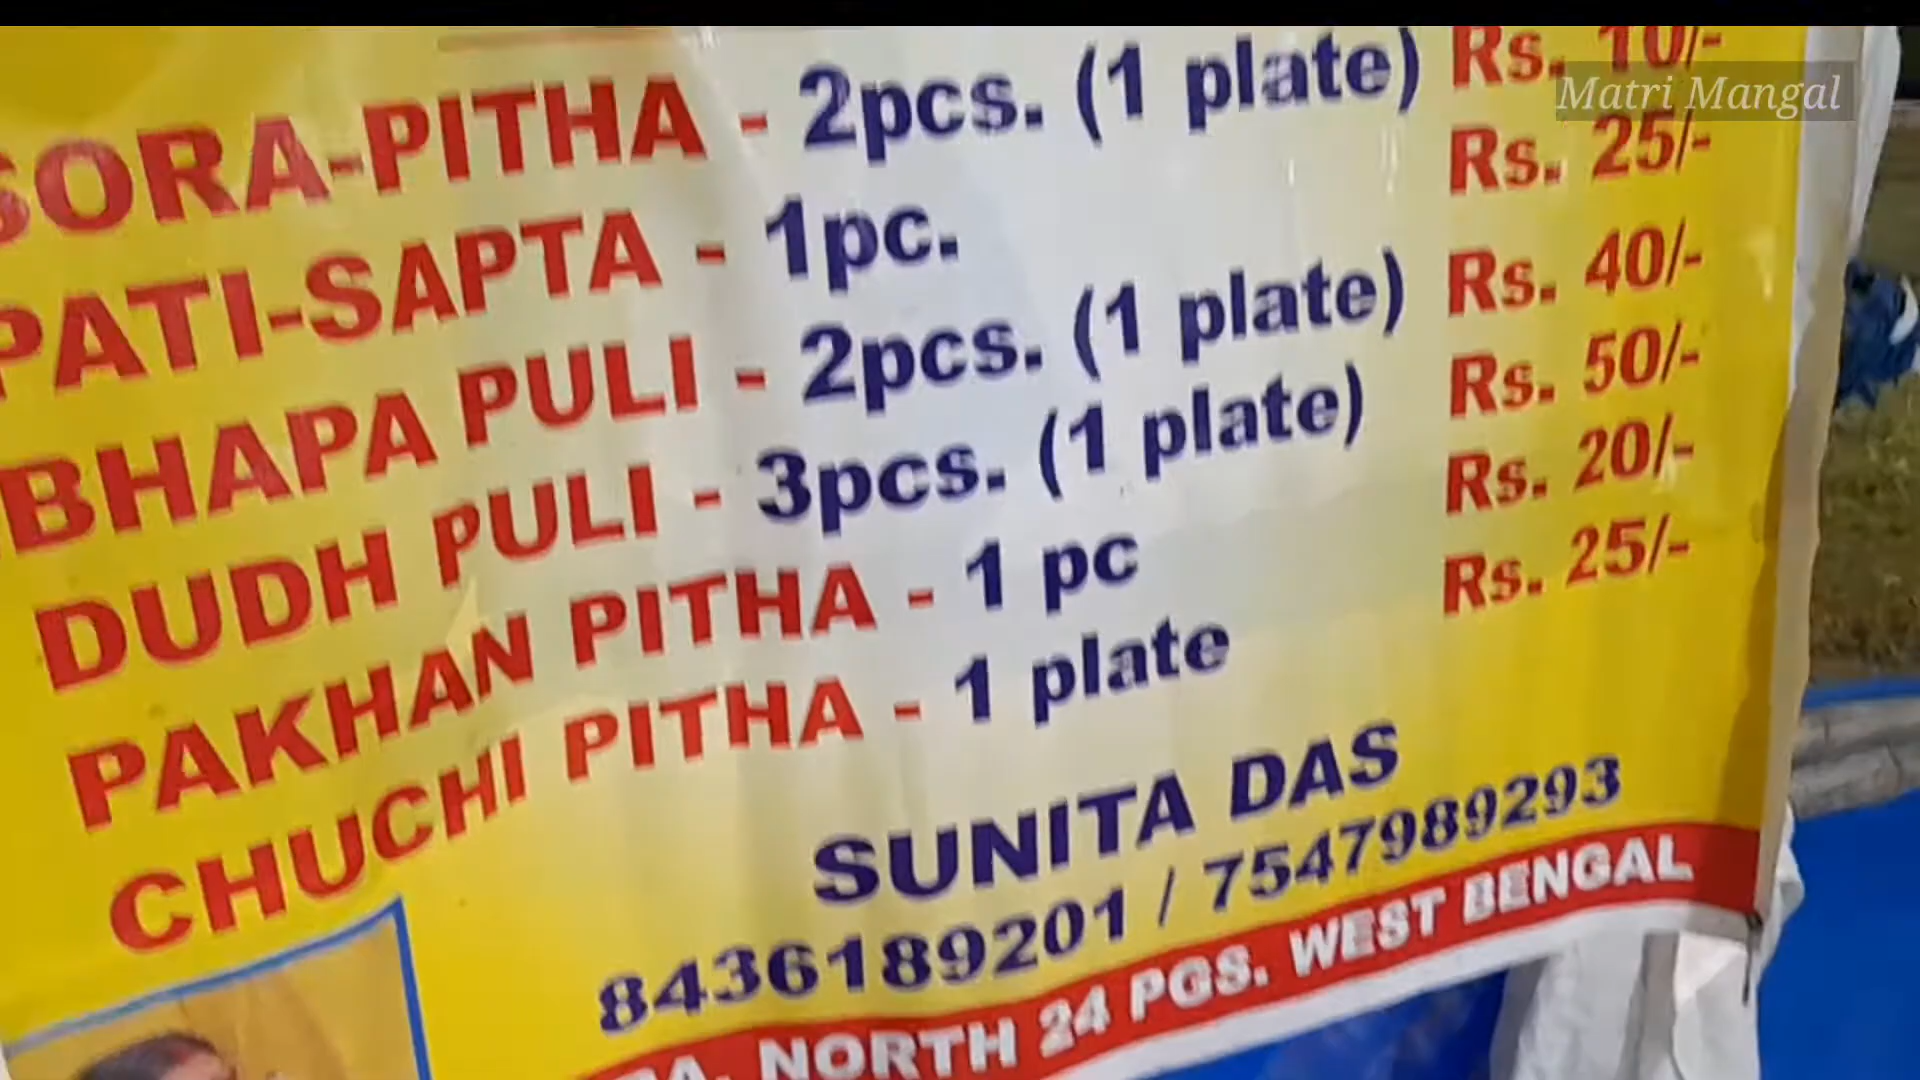 SORA-PITHA - 2pcs. (1 plate) Rs. 10/-
PATI-SAPTA - 1pc. Rs. 25/-
BHAPA PULI - 2pcs. (1 plate) Rs. 40/-
DUDH PULI - 3pcs. (1 plate) Rs. 50/-
PAKHAN PITHA - 1 pc Rs. 20/-
CHUCHI PITHA - 1 plate Rs. 25/-
SUNITA DAS
8436189201 / 7547989293
NORTH 24 PGS. WEST BENGAL
Matri Mangal